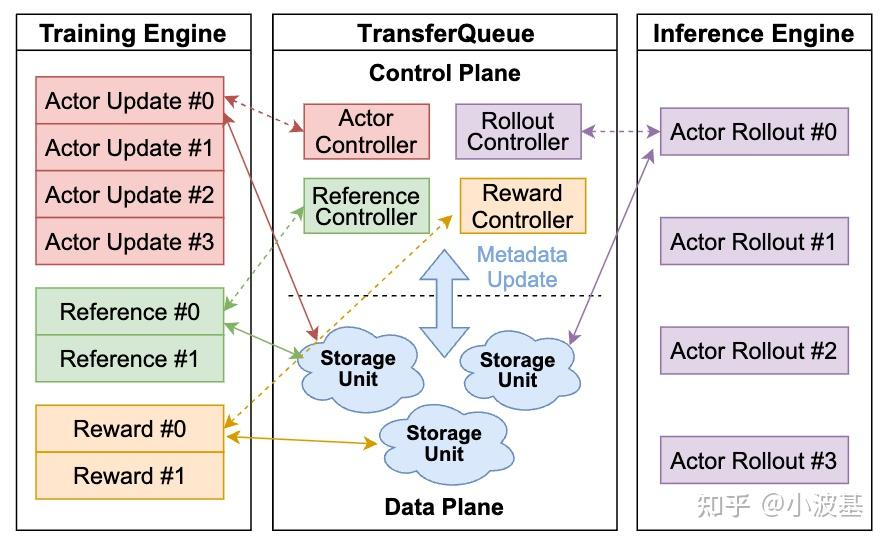 Training Engine
Actor Update #0
Actor Update #1
Actor Update #2
Actor Update #3
Reference #0
Reference #1
Reward #0
Reward #1
TransferQueue
Control Plane
Actor
Controller
Rollout
Controller
Reference
Controller
Reward
Controller
Metadata
Update
Storage
Unit
Storage
Unit
Storage
Unit
Data Plane
Inference Engine
Actor Rollout #0
Actor Rollout #1
Actor Rollout #2
Actor Rollout #3
知乎 @小波基